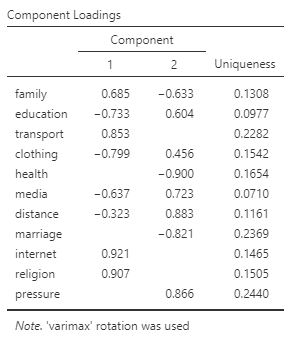 Component Loadings
Component
1 2 Uniqueness
family 0.685 −0.633 0.1308
education −0.733 0.604 0.0977
transport 0.853 0.2282
clothing −0.799 0.456 0.1542
health −0.900 0.1654
media −0.637 0.723 0.0710
distance −0.323 0.883 0.1161
marriage −0.821 0.2369
internet 0.921 0.1465
religion 0.907 0.1505
pressure 0.866 0.2440
Note. 'varimax' rotation was used